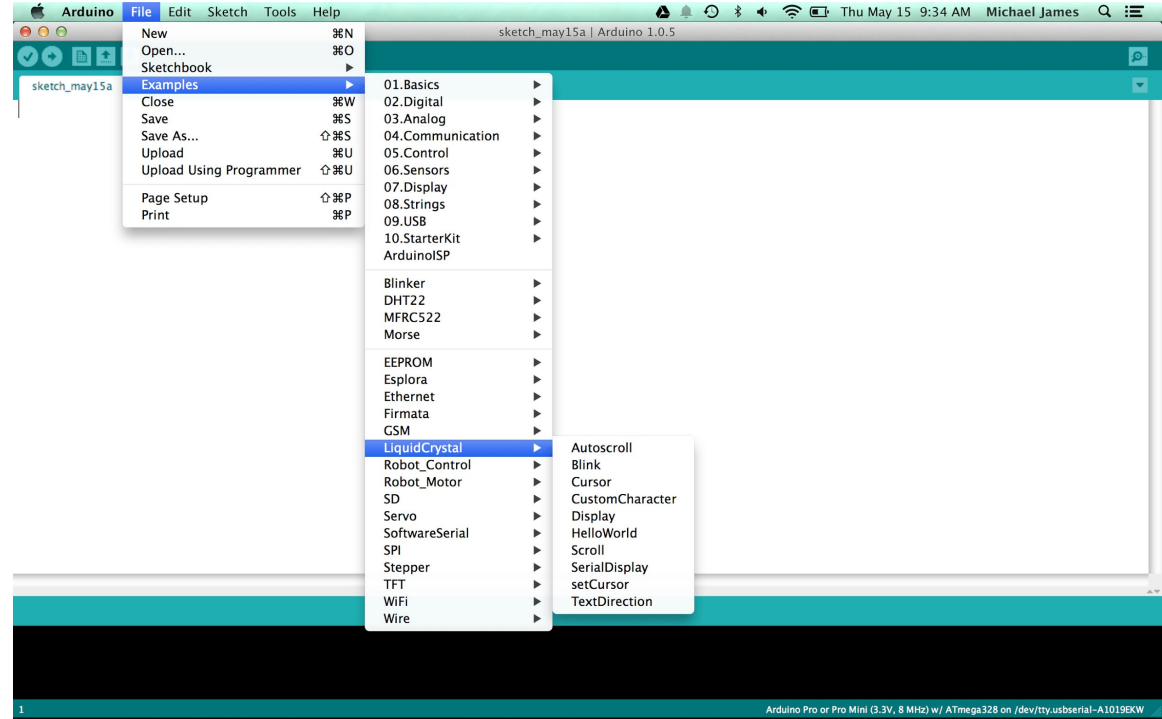 Arduino File Edit Sketch Tools Help Thu May 15 9:34 AM Michael James
sketch_may15a | Arduino 1.0.5
sketch_may15a
New ⌘N
Open... ⌘O
Sketchbook ▶
Examples ▶
Close ⌘W
Save ⌘S
Save As... ⇧⌘S
Upload ⌘U
Upload Using Programmer ⇧⌘U
Page Setup ⇧⌘P
Print ⌘P
01.Basics ▶
02.Digital ▶
03.Analog ▶
04.Communication ▶
05.Control ▶
06.Sensors ▶
07.Display ▶
08.Strings ▶
09.USB ▶
10.StarterKit ▶
ArduinoISP
Blinker ▶
DHT22 ▶
MFRC522 ▶
Morse ▶
EEPROM ▶
Esplora ▶
Ethernet ▶
Firmata ▶
GSM ▶
LiquidCrystal ▶
Robot_Control ▶
Robot_Motor ▶
SD ▶
Servo ▶
SoftwareSerial ▶
SPI ▶
Stepper ▶
TFT ▶
WiFi ▶
Wire ▶
Autoscroll
Blink
Cursor
CustomCharacter
Display
HelloWorld
Scroll
SerialDisplay
setCursor
TextDirection
1 Arduino Pro or Pro Mini (3.3V, 8 MHz) w/ ATmega328 on /dev/tty.usbserial-A1019EKW